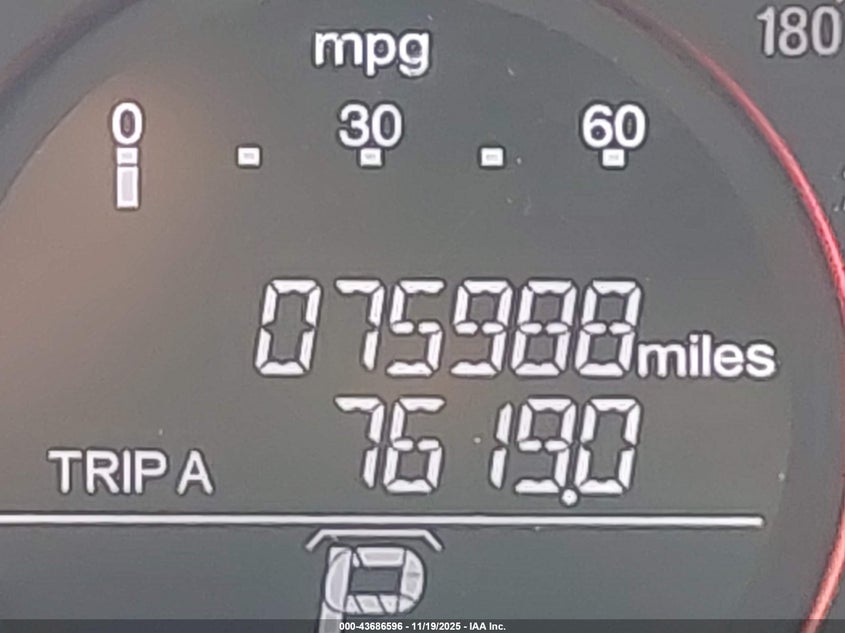 180
mpg
0 30 60
075988 miles
TRIP A 7619.0
P
000-43686596 - 11/19/2025 - IAA Inc.